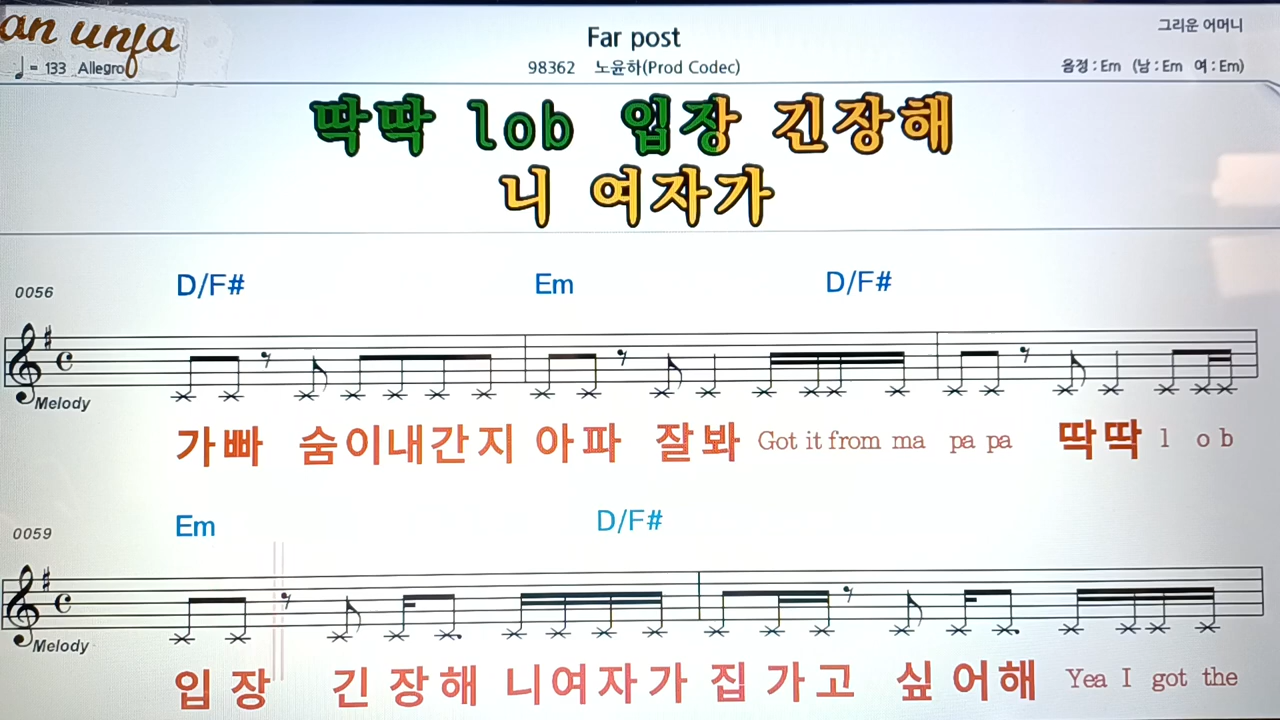 an unfa
♩= 133 Allegro
Far post
98362 노윤하(Prod Codec)
그리운 어머니
음정 : Em (남 : Em 여 : Em)
딱딱 lob 입장 긴장해
니 여자가
0056 D/F# Em D/F#
Melody
가빠 숨이내간지 아파 잘봐 Got it from ma pa pa 딱딱 l o b
0059 Em D/F#
Melody
입 장 긴 장해 니여자가 집 가고 싶 어해 Yea I got the